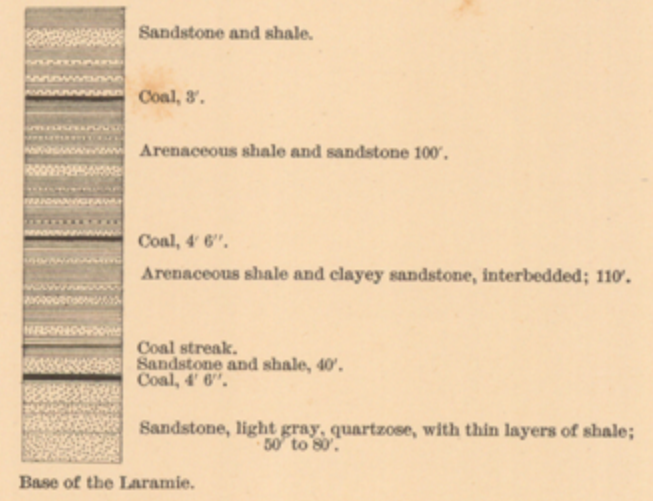 Sandstone and shale.
Coal, 3′.
Arenaceous shale and sandstone 100′.
Coal, 4′ 6″.
Arenaceous shale and clayey sandstone, interbedded; 110′.
Coal streak.
Sandstone and shale, 40′.
Coal, 4′ 6″.
Sandstone, light gray, quartzose, with thin layers of shale;
50′ to 80′.
Base of the Laramie.